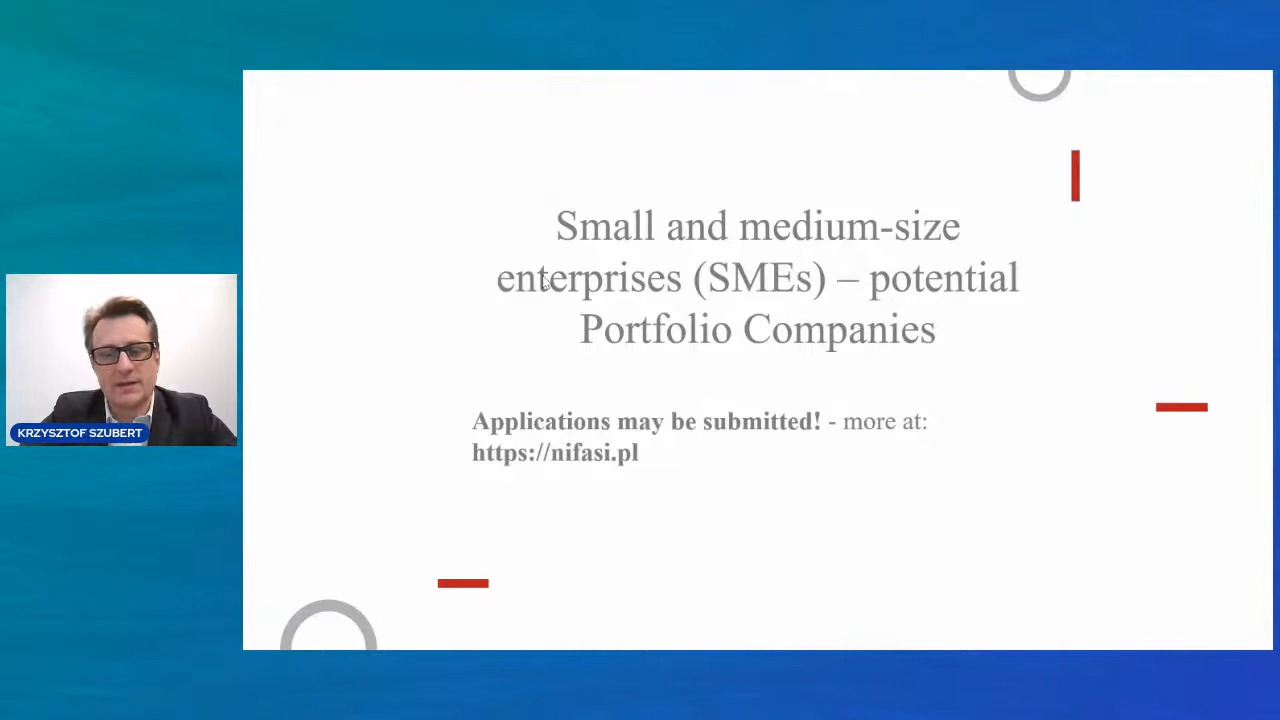 Small and medium-size
enterprises (SMEs) – potential
Portfolio Companies
Applications may be submitted! - more at:
https://nifasi.pl
KRZYSZTOF SZUBERT